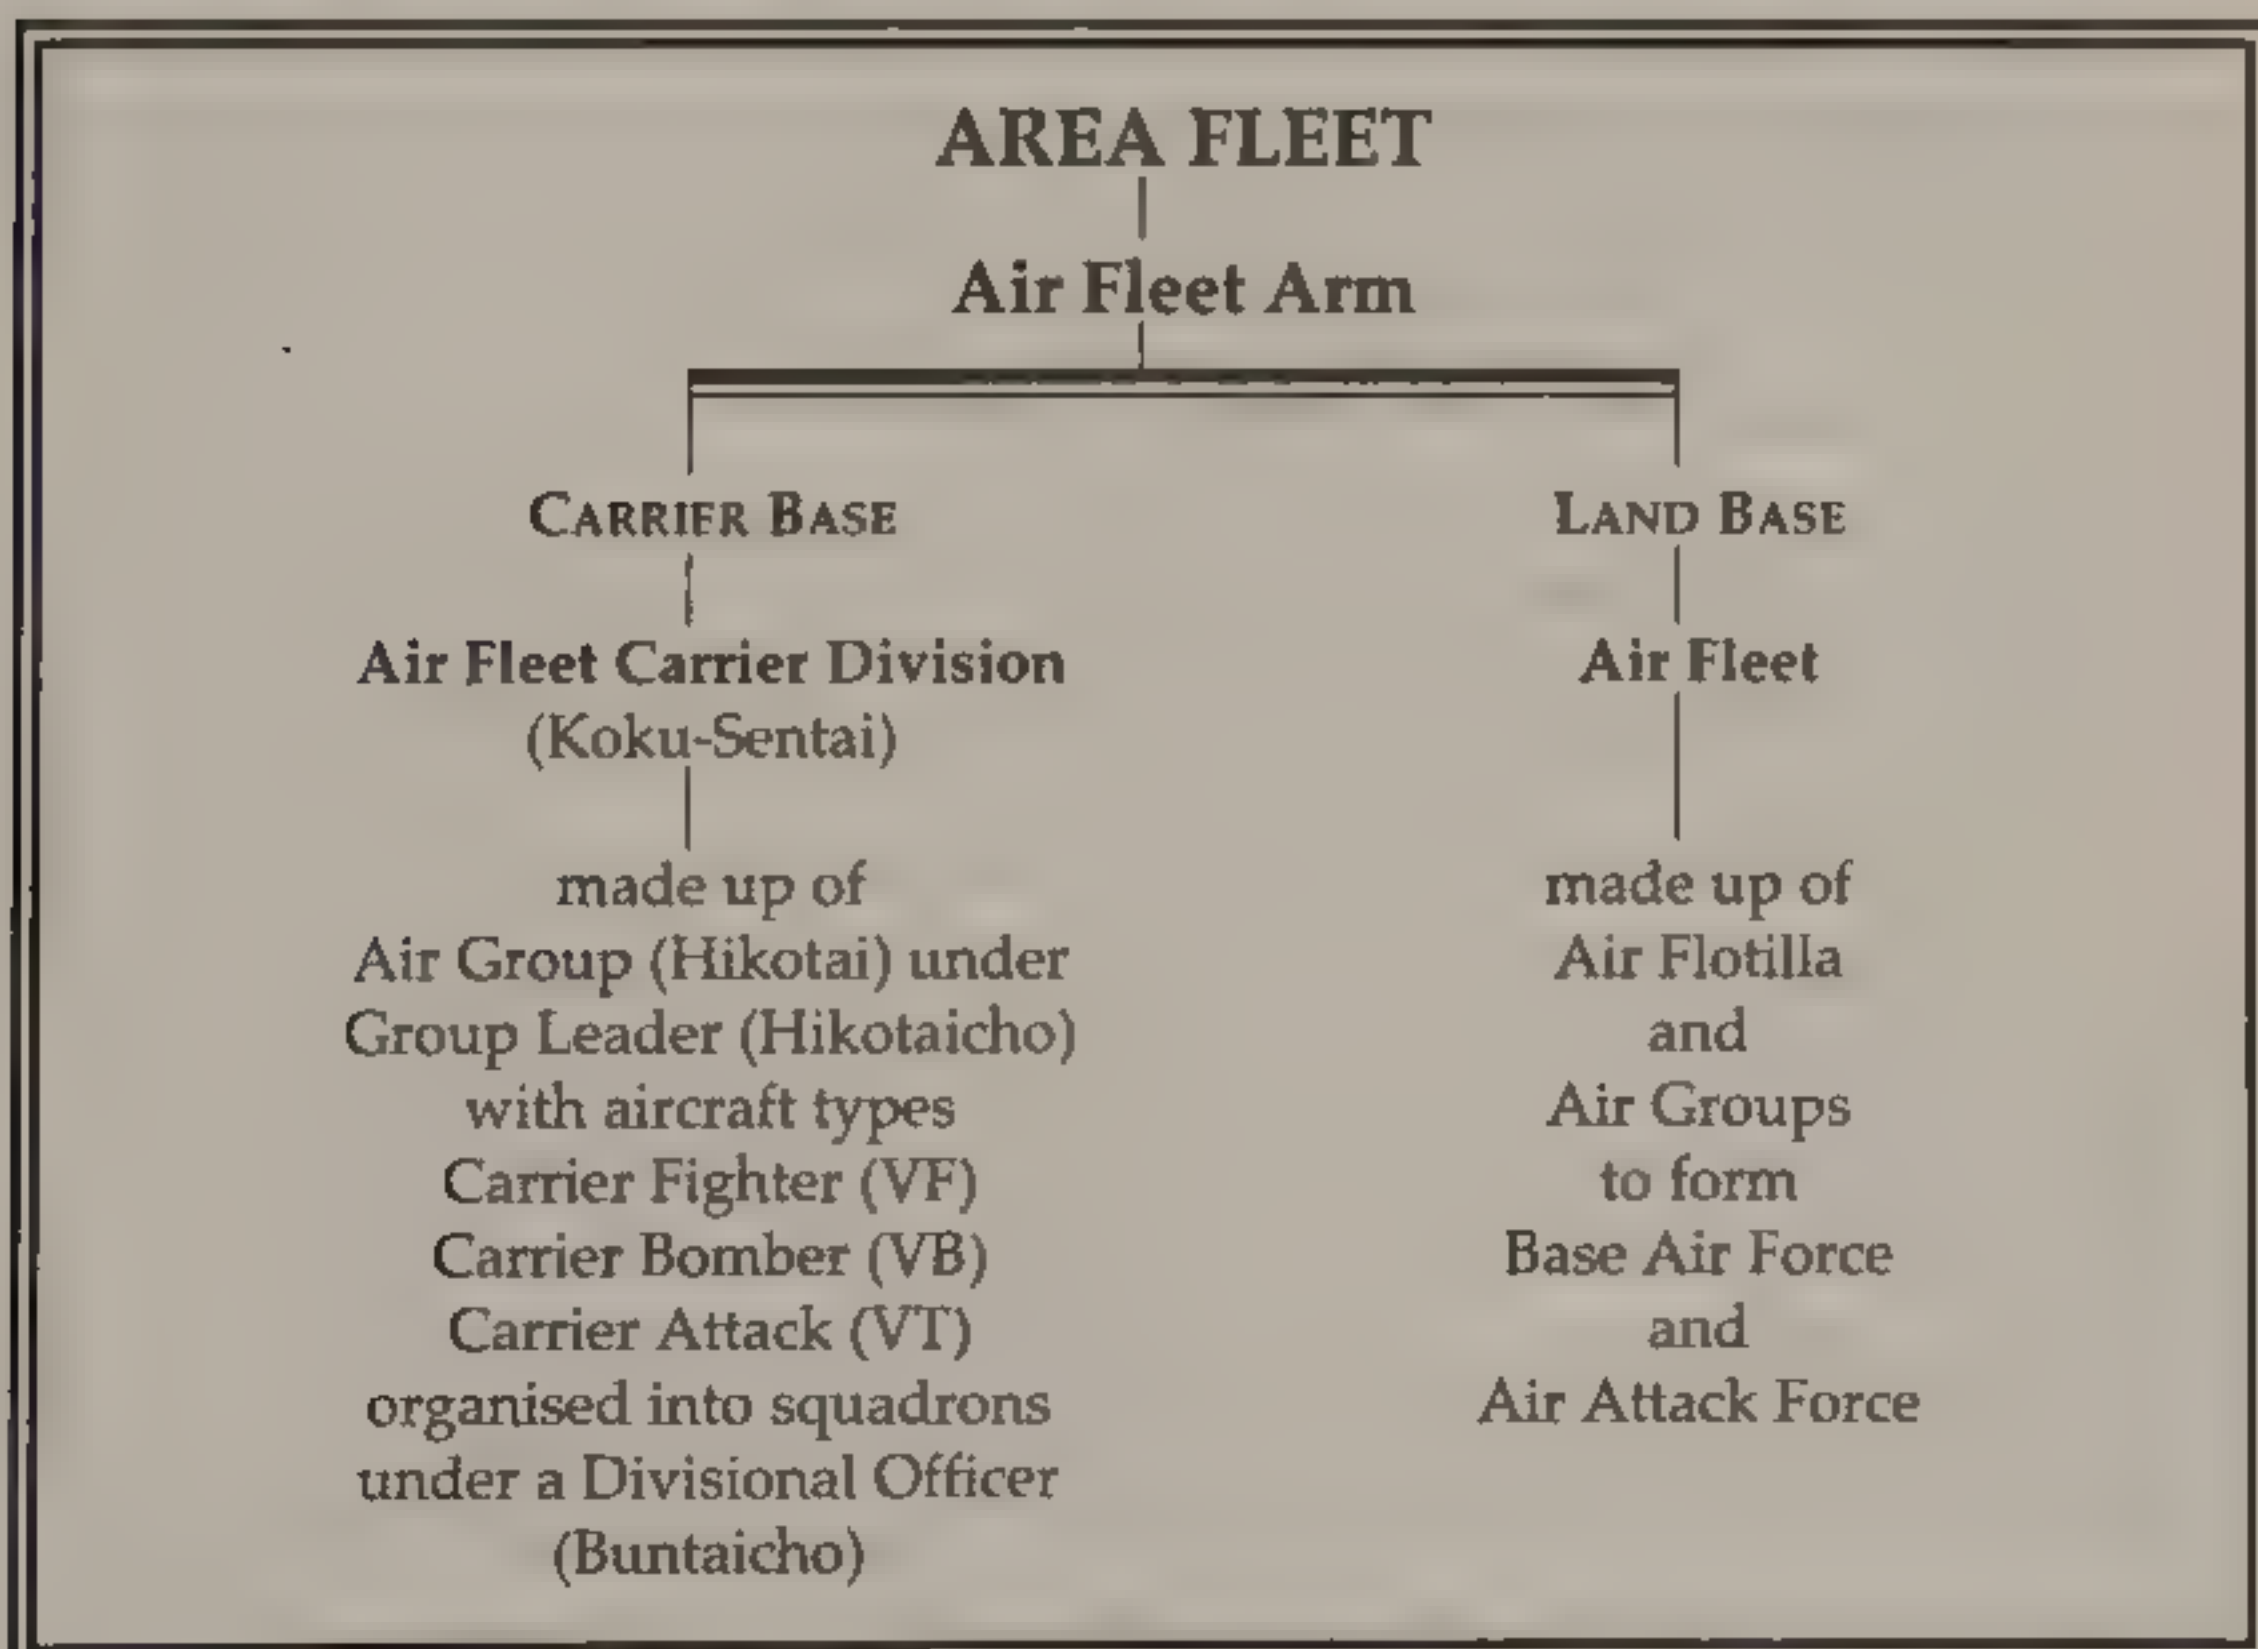 AREA FLEET
Air Fleet Arm
CARRIER BASE
Air Fleet Carrier Division
(Koku-Sentai)
made up of
Air Group (Hikotai) under
Group Leader (Hikotaicho)
with aircraft types
Carrier Fighter (VF)
Carrier Bomber (VB)
Carrier Attack (VT)
organised into squadrons
under a Divisional Officer
(Buntaicho)
LAND BASE
Air Fleet
made up of
Air Flotilla
and
Air Groups
to form
Base Air Force
and
Air Attack Force